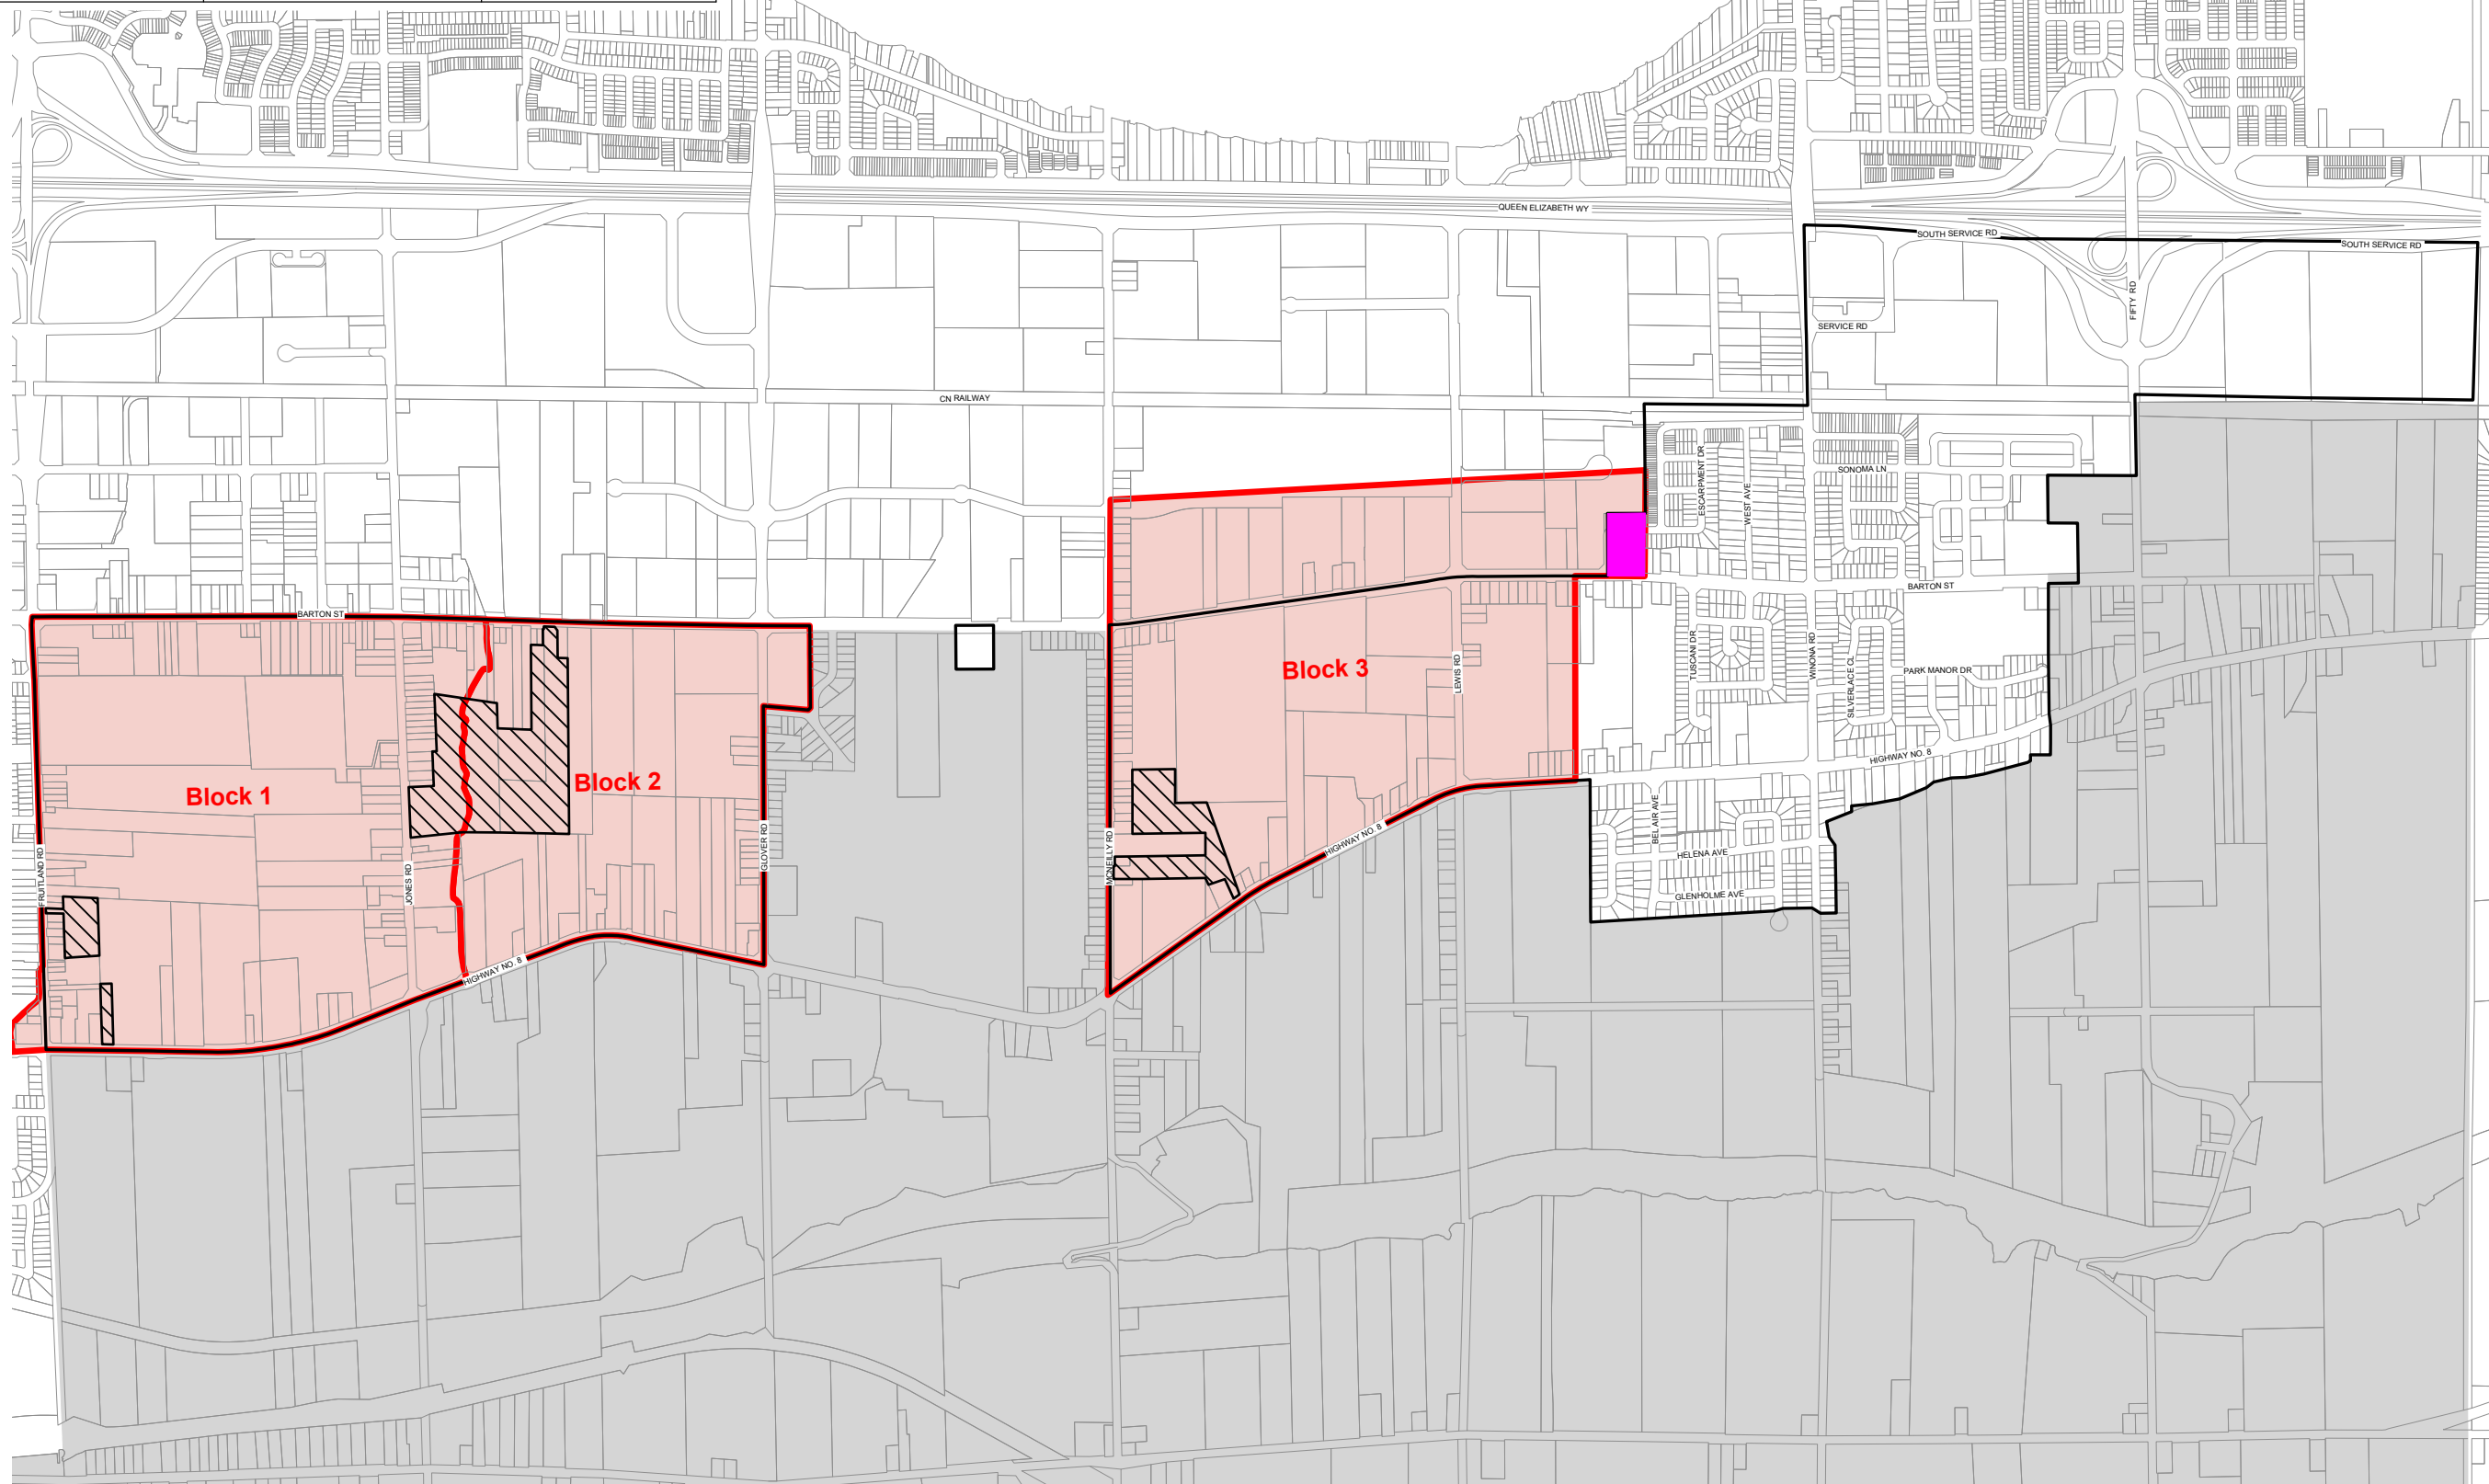 QUEEN ELIZABETH WY
SOUTH SERVICE RD
SOUTH SERVICE RD
FIFTY RD
SERVICE RD
CN RAILWAY
ESCARPMENT DR
WEST AVE
SONOMA LN
BARTON ST
BARTON ST
TUSCANI DR
WINONA RD
SILVERLACE CL
PARK MANOR DR
LEWIS RD
Block 3
HIGHWAY NO. 8
Block 2
Block 1
BEL AIR AVE
HELENA AVE
GLENHOLME AVE
HIGHWAY NO. 8
GLOVER RD
MCNEILLY RD
JONES RD
FRUITLAND RD
HIGHWAY NO. 8